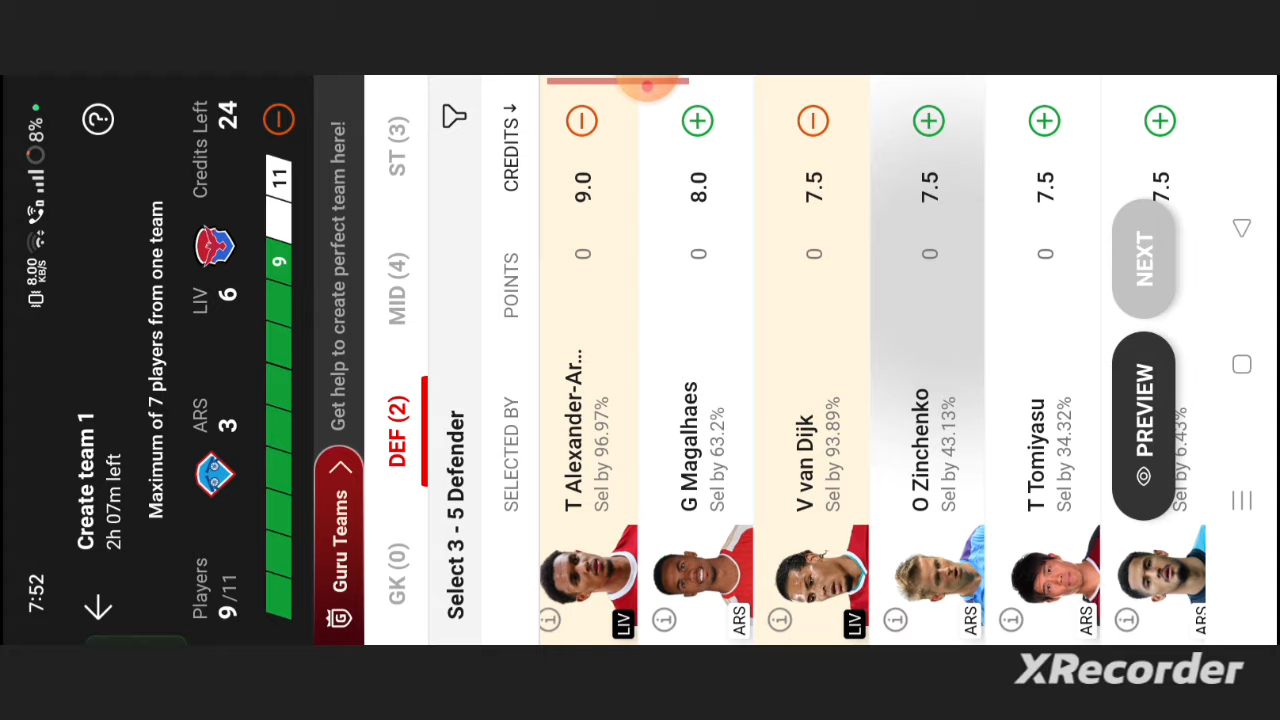 7:52
8.00 KB/S
8%
Create team 1
2h 07m left
Maximum of 7 players from one team
Players
9 /11
ARS
3
LIV
6
Credits Left
24
9
11
Guru Teams
Get help to create perfect team here!
GK (0)
DEF (2)
MID (4)
ST (3)
Select 3 - 5 Defender
SELECTED BY
POINTS
CREDITS ↓
LIV
T Alexander-Ar...
Sel by 96.97%
0
9.0
ARS
G Magalhaes
Sel by 63.2%
0
8.0
LIV
V van Dijk
Sel by 93.89%
0
7.5
ARS
O Zinchenko
Sel by 43.13%
0
7.5
ARS
T Tomiyasu
Sel by 34.32%
0
7.5
ARS
Sel by 6.43%
7.5
PREVIEW
NEXT
XRecorder